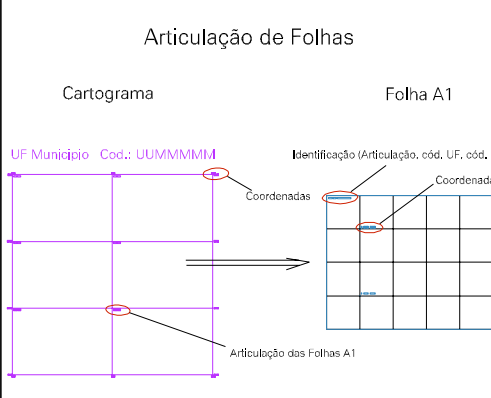 Articulação de Folhas
Cartograma
Folha A1
UF Município Cod.: UUMMMMM
Identificação (Articulação, cód. UF, cód.
Coordenadas
Coordenada
Articulação das Folhas A1